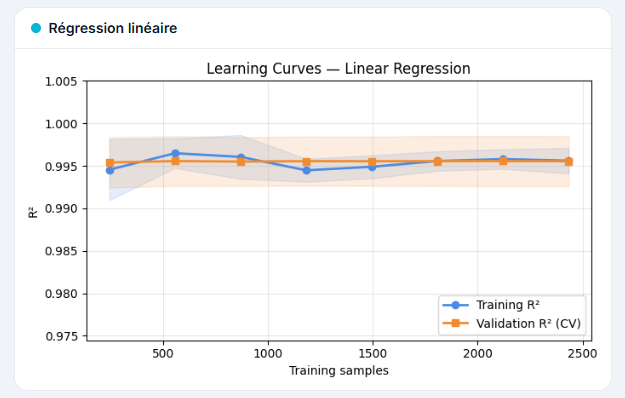 Régression linéaire
Learning Curves — Linear Regression
1.005
1.000
0.995
0.990
0.985
0.980
0.975
R²
Training R²
Validation R² (CV)
500
1000
1500
2000
2500
Training samples